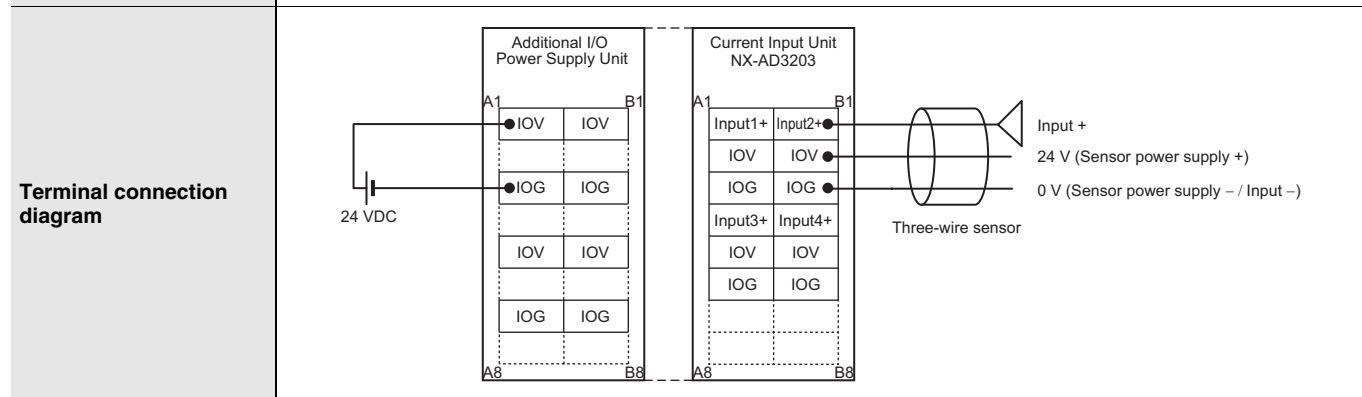 Terminal connection
diagram
Additional I/O
Power Supply Unit
A1
B1
IOV IOV
IOG IOG
IOV IOV
IOG IOG
A8
B8
24 VDC
Current Input Unit
NX-AD3203
A1
B1
Input1+ Input2+
IOV IOV
IOG IOG
Input3+ Input4+
IOV IOV
IOG IOG
A8
B8
Input +
24 V (Sensor power supply +)
0 V (Sensor power supply – / Input –)
Three-wire sensor